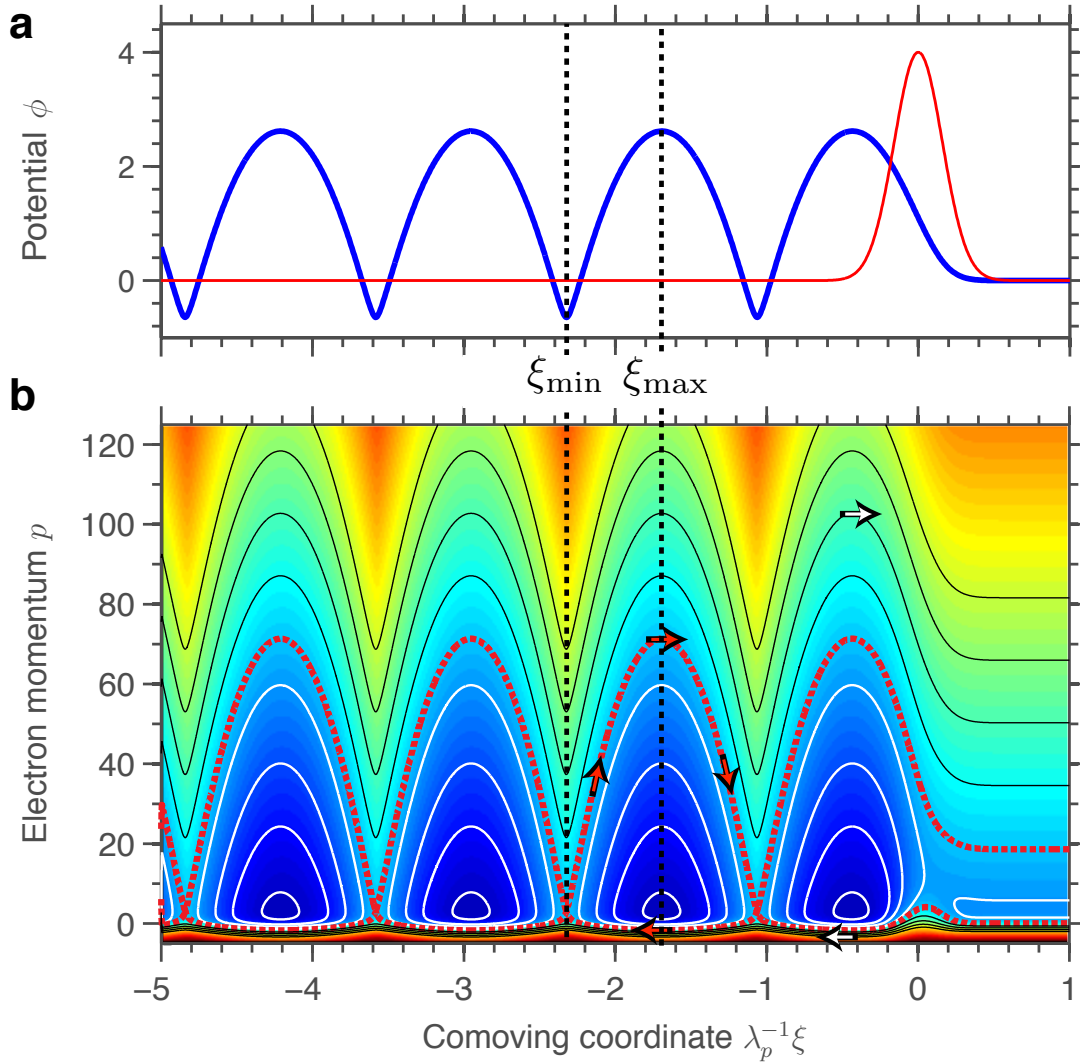 a
Potential ϕ
4
2
0
ξmin ξmax
b
Electron momentum p
120
100
80
60
40
20
0
−5 −4 −3 −2 −1 0 1
Comoving coordinate λp⁻¹ξ